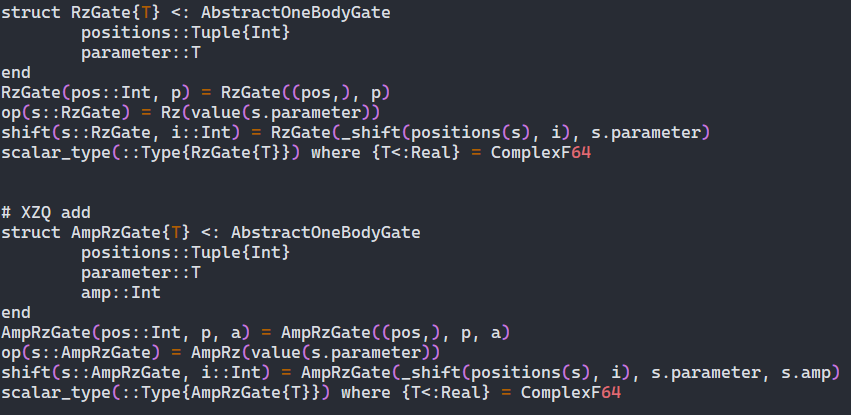 struct RzGate{T} <: AbstractOneBodyGate
        positions::Tuple{Int}
        parameter::T
end
RzGate(pos::Int, p) = RzGate((pos,), p)
op(s::RzGate) = Rz(value(s.parameter))
shift(s::RzGate, i::Int) = RzGate(_shift(positions(s), i), s.parameter)
scalar_type(::Type{RzGate{T}}) where {T<:Real} = ComplexF64
# XZQ add
struct AmpRzGate{T} <: AbstractOneBodyGate
        positions::Tuple{Int}
        parameter::T
        amp::Int
end
AmpRzGate(pos::Int, p, a) = AmpRzGate((pos,), p, a)
op(s::AmpRzGate) = AmpRz(value(s.parameter))
shift(s::AmpRzGate, i::Int) = AmpRzGate(_shift(positions(s), i), s.parameter, s.amp)
scalar_type(::Type{AmpRzGate{T}}) where {T<:Real} = ComplexF64